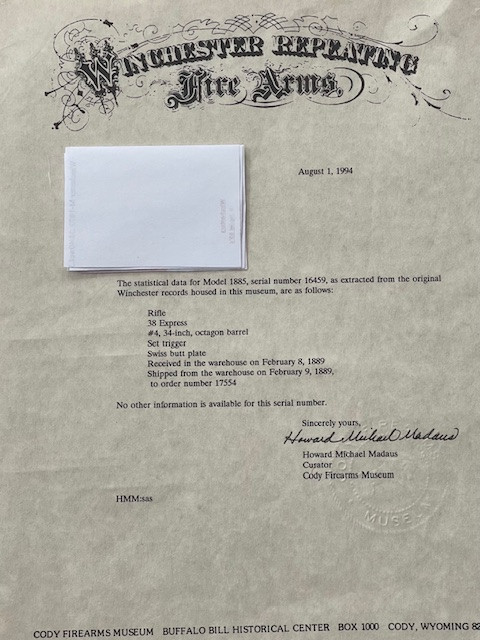 WINCHESTER REPEATING
Fire Arms.
August 1, 1994
The statistical data for Model 1885, serial number 16459, as extracted from the original
Winchester records housed in this museum, are as follows:
Rifle
38 Express
#4, 34-inch, octagon barrel
Set trigger
Swiss butt plate
Received in the warehouse on February 8, 1889
Shipped from the warehouse on February 9, 1889,
to order number 17554
No other information is available for this serial number.
Sincerely yours,
Howard Michael Madaus
Howard Michael Madaus
Curator
Cody Firearms Museum
MUSE
HMM:sas
CODY FIREARMS MUSEUM BUFFALO BILL HISTORICAL CENTER BOX 1000 CODY, WYOMING 82